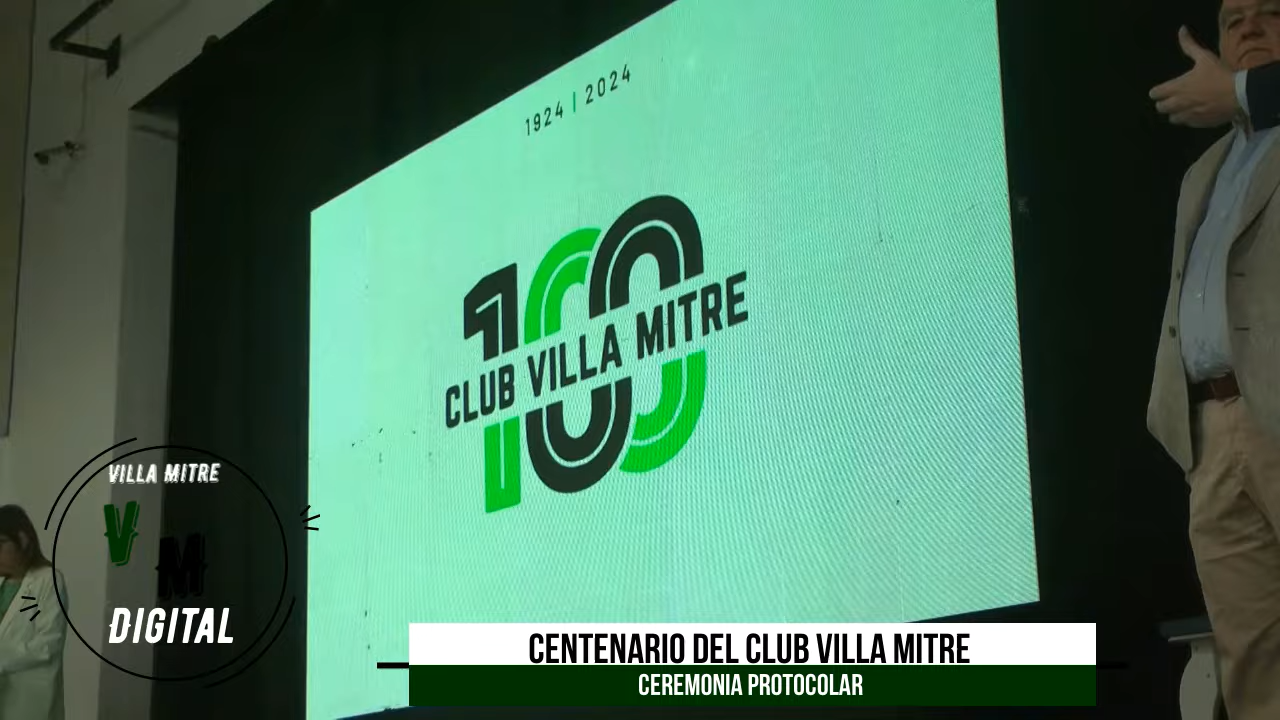 1924 | 2024
100
CLUB VILLA MITRE
VILLA MITRE
VM
DIGITAL
CENTENARIO DEL CLUB VILLA MITRE
CEREMONIA PROTOCOLAR